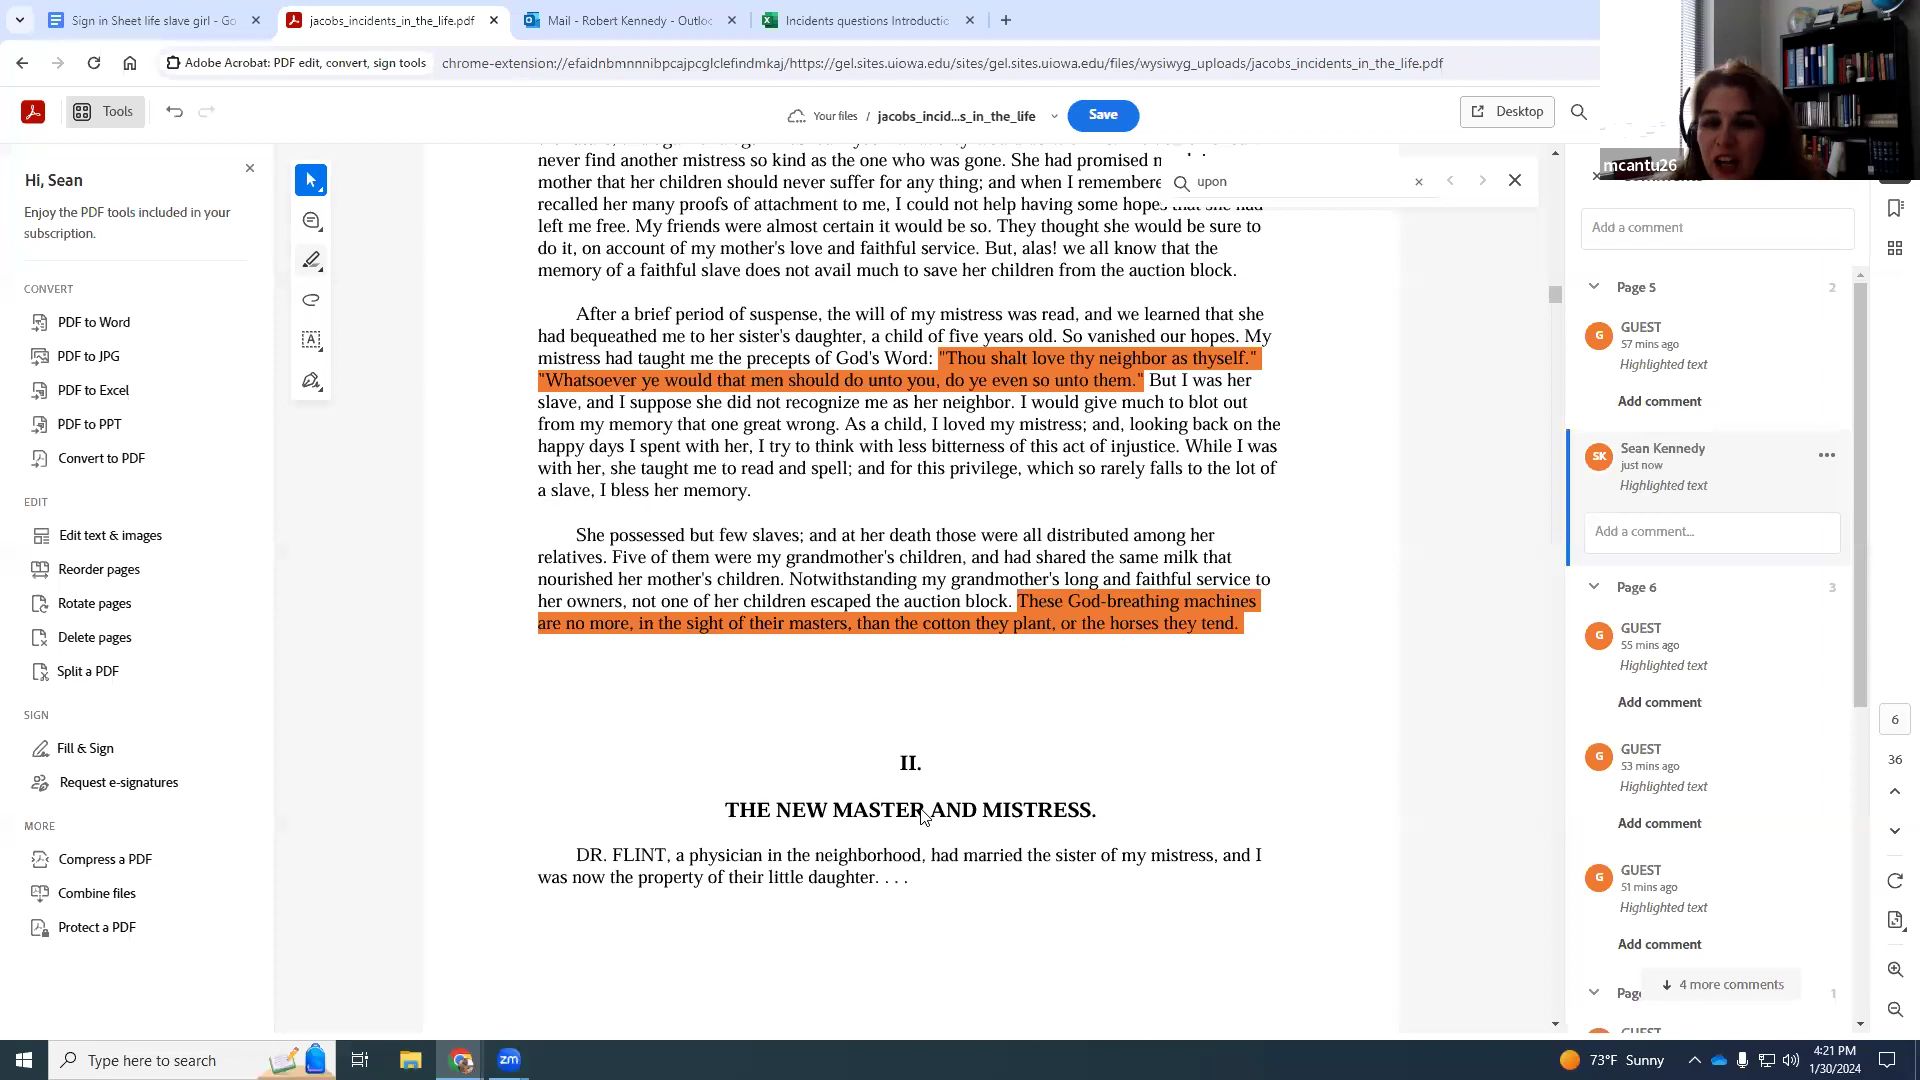 Sign in Sheet life slave girl - Go
jacobs_incidents_in_the_life.pdf
Mail - Robert Kennedy - Outloo
Incidents questions Introductio
Adobe Acrobat: PDF edit, convert, sign tools
chrome-extension://efaidnbmnnnibpcajpcglclefindmkaj/https://gel.sites.uiowa.edu/sites/gel.sites.uiowa.edu/files/wysiwyg_uploads/jacobs_incidents_in_the_life.pdf
Tools
Your files / jacobs_incid...s_in_the_life
Save
Desktop
mcantu26
Hi, Sean
Enjoy the PDF tools included in your
subscription.
CONVERT
PDF to Word
PDF to JPG
PDF to Excel
PDF to PPT
Convert to PDF
EDIT
Edit text & images
Reorder pages
Rotate pages
Delete pages
Split a PDF
SIGN
Fill & Sign
Request e-signatures
MORE
Compress a PDF
Combine files
Protect a PDF
upon
never find another mistress so kind as the one who was gone. She had promised
mother that her children should never suffer for any thing; and when I remembere
recalled her many proofs of attachment to me, I could not help having some hopes that she had
left me free. My friends were almost certain it would be so. They thought she would be sure to
do it, on account of my mother's love and faithful service. But, alas! we all know that the
memory of a faithful slave does not avail much to save her children from the auction block.
After a brief period of suspense, the will of my mistress was read, and we learned that she
had bequeathed me to her sister's daughter, a child of five years old. So vanished our hopes. My
mistress had taught me the precepts of God's Word: "Thou shalt love thy neighbor as thyself."
"Whatsoever ye would that men should do unto you, do ye even so unto them." But I was her
slave, and I suppose she did not recognize me as her neighbor. I would give much to blot out
from my memory that one great wrong. As a child, I loved my mistress; and, looking back on the
happy days I spent with her, I try to think with less bitterness of this act of injustice. While I was
with her, she taught me to read and spell; and for this privilege, which so rarely falls to the lot of
a slave, I bless her memory.
She possessed but few slaves; and at her death those were all distributed among her
relatives. Five of them were my grandmother's children, and had shared the same milk that
nourished her mother's children. Notwithstanding my grandmother's long and faithful service to
her owners, not one of her children escaped the auction block. These God-breathing machines
are no more, in the sight of their masters, than the cotton they plant, or the horses they tend.
II.
THE NEW MASTER AND MISTRESS.
DR. FLINT, a physician in the neighborhood, had married the sister of my mistress, and I
was now the property of their little daughter. . . .
Add a comment
Page 5
2
GUEST
57 mins ago
Highlighted text
Add comment
SK
Sean Kennedy
just now
Highlighted text
Add a comment...
Page 6
3
G
GUEST
55 mins ago
Highlighted text
Add comment
G
GUEST
53 mins ago
Highlighted text
Add comment
G
GUEST
51 mins ago
Highlighted text
Add comment
4 more comments
1
6
36
Type here to search
zm
73°F Sunny
4:21 PM
1/30/2024